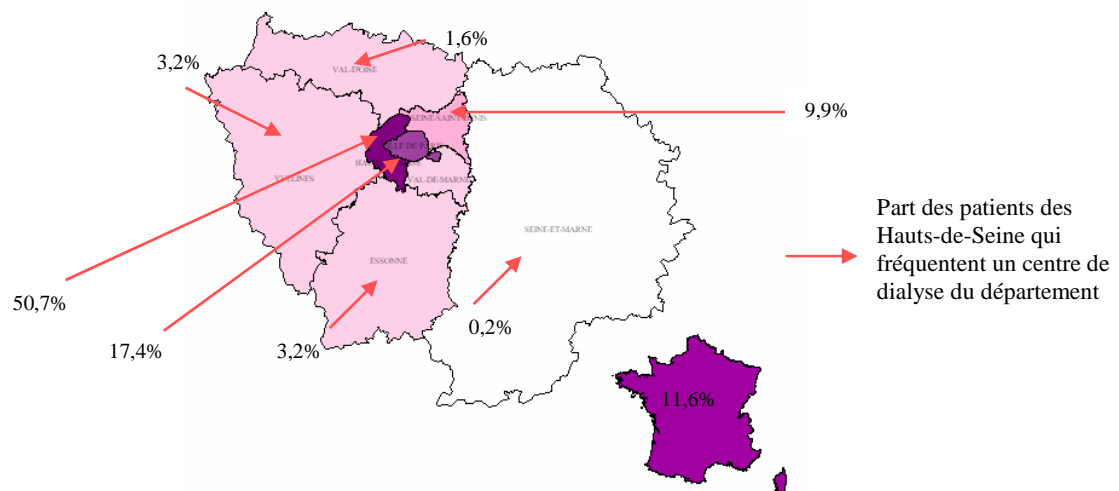 1,6%
3,2%
VAL-D'OISE
9,9%
SEINE-SAINT-DENIS
VAL-DE-MARNE
YVELINES
Part des patients des
Hauts-de-Seine qui
fréquentent un centre de
dialyse du département
SEINE-ET-MARNE
ESSONNE
50,7%
0,2%
17,4%
3,2%
11,6%